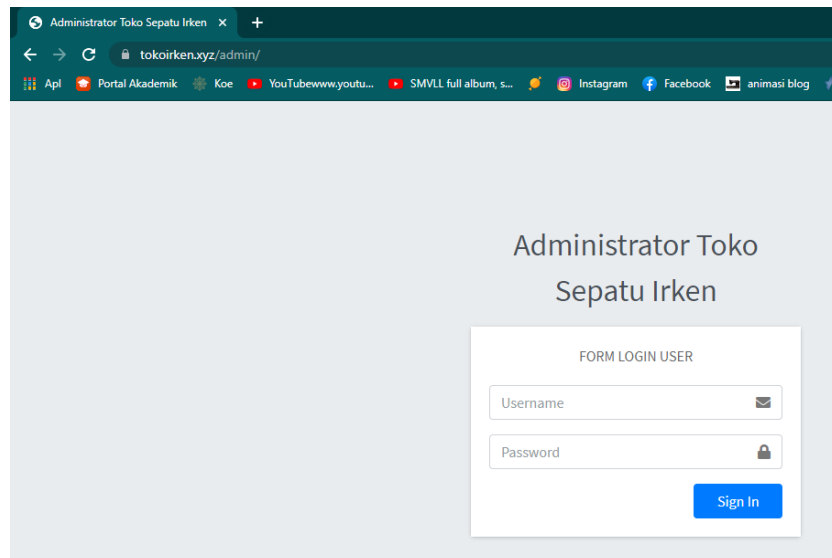 Administrator Toko Sepatu Irken
tokoirken.xyz/admin/
Apl Portal Akademik Koe YouTubewww.youtu... SMVLL full album, s... Instagram Facebook animasi blog
Administrator Toko
Sepatu Irken
FORM LOGIN USER
Username
Password
Sign In